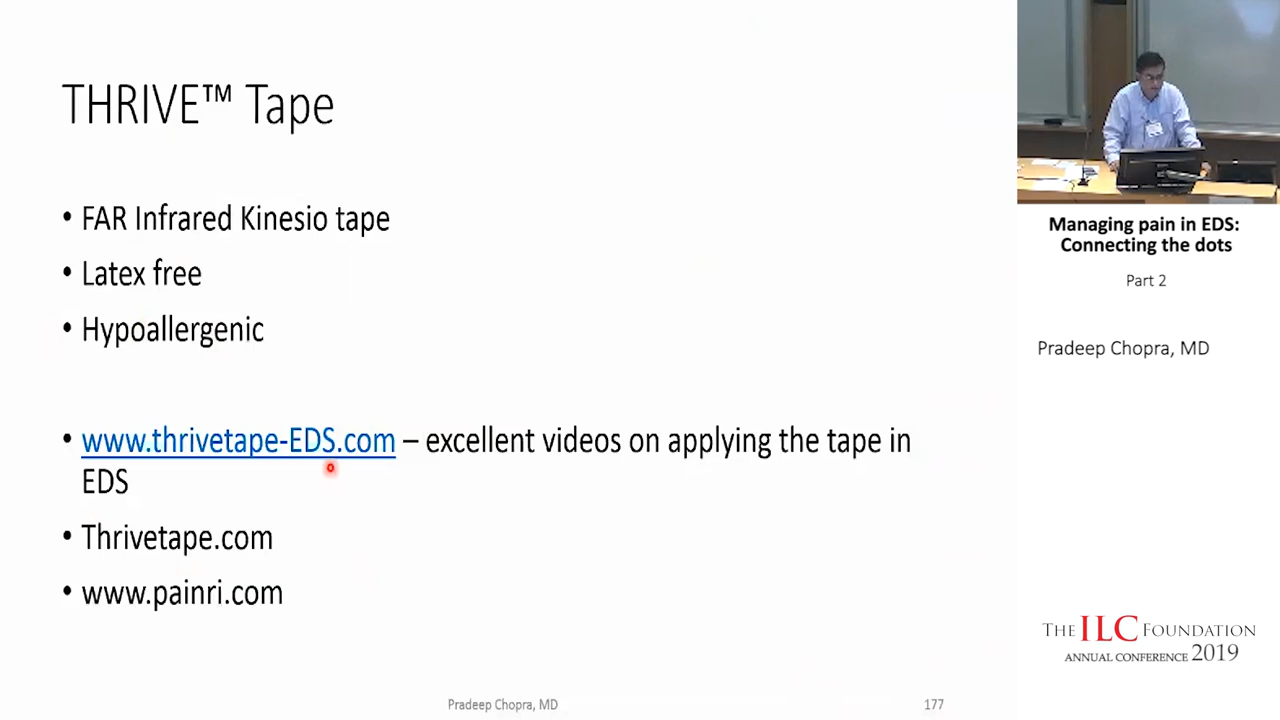 THRIVE™ Tape
• FAR Infrared Kinesio tape
• Latex free
• Hypoallergenic
• www.thrivetape-EDS.com – excellent videos on applying the tape in
EDS
• Thrivetape.com
• www.painri.com
Pradeep Chopra, MD
177
Managing pain in EDS:
Connecting the dots
Part 2
Pradeep Chopra, MD
THE ILC FOUNDATION
ANNUAL CONFERENCE 2019